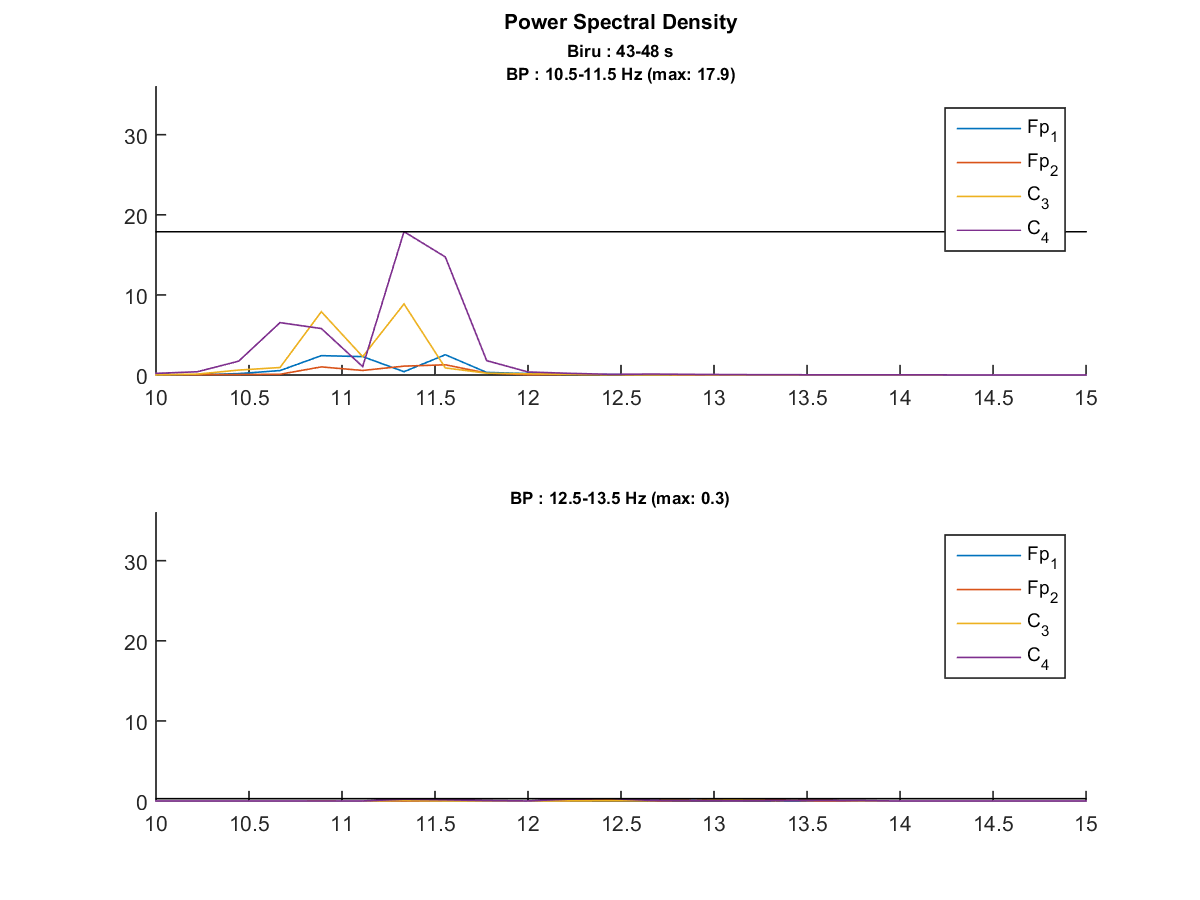 Power Spectral Density
Biru : 43-48 s
BP : 10.5-11.5 Hz (max: 17.9)
30
20
10
0
10 10.5 11 11.5 12 12.5 13 13.5 14 14.5 15
Fp1
Fp2
C3
C4
BP : 12.5-13.5 Hz (max: 0.3)
30
20
10
0
10 10.5 11 11.5 12 12.5 13 13.5 14 14.5 15
Fp1
Fp2
C3
C4